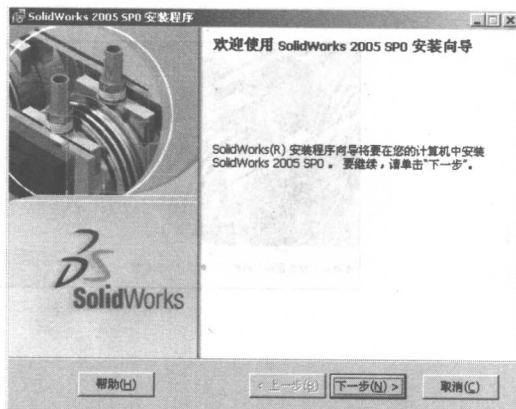 SolidWorks 2005 SP0 安装程序
欢迎使用 SolidWorks 2005 SP0 安装向导
SolidWorks(R) 安装程序向导将要在您的计算机中安装
SolidWorks 2005 SP0 。 要继续，请单击“下一步”。
SolidWorks
帮助(H)
< 上一步(B)
下一步(N) >
取消(C)